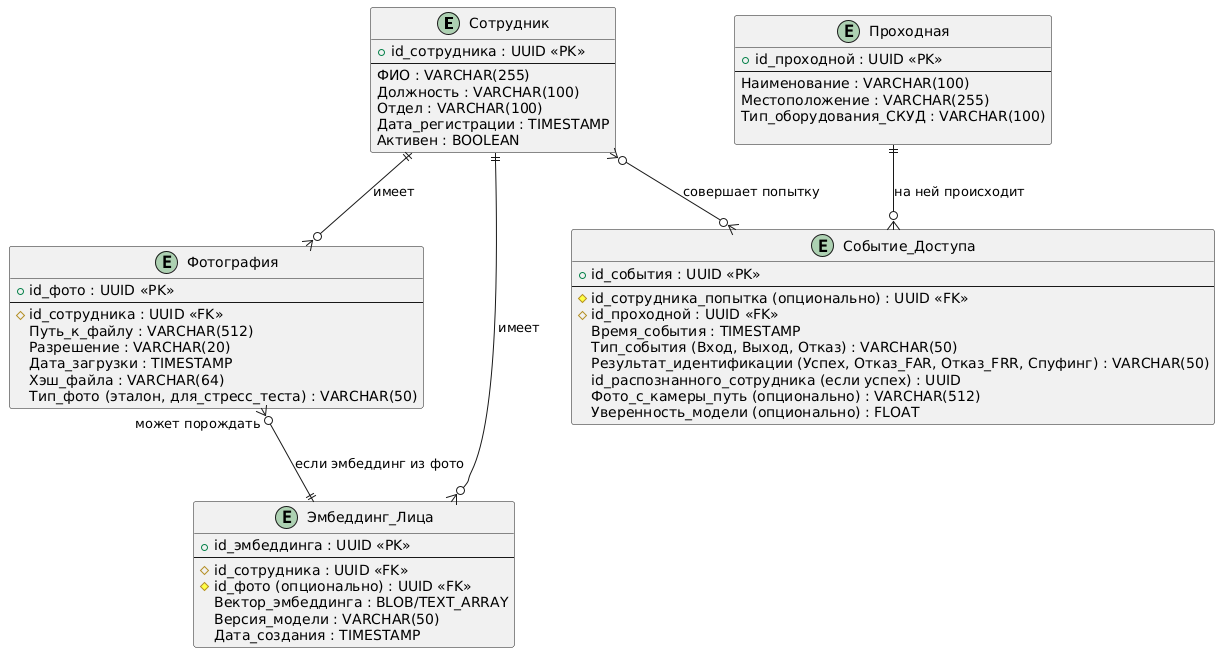 E Сотрудник
id_сотрудника : UUID «PK»
ФИО : VARCHAR(255)
Должность : VARCHAR(100)
Отдел : VARCHAR(100)
Дата_регистрации : TIMESTAMP
Активен : BOOLEAN
E Проходная
id_проходной : UUID «PK»
Наименование : VARCHAR(100)
Местоположение : VARCHAR(255)
Тип_оборудования_СКУД : VARCHAR(100)
имеет
совершает попытку
на ней происходит
E Фотография
id_фото : UUID «PK»
id_сотрудника : UUID «FK»
Путь_к_файлу : VARCHAR(512)
Разрешение : VARCHAR(20)
Дата_загрузки : TIMESTAMP
Хэш_файла : VARCHAR(64)
Тип_фото (эталон, для_стресс_теста) : VARCHAR(50)
имеет
E Событие_Доступа
id_события : UUID «PK»
id_сотрудника_попытка (опционально) : UUID «FK»
id_проходной : UUID «FK»
Время_события : TIMESTAMP
Тип_события (Вход, Выход, Отказ) : VARCHAR(50)
Результат_идентификации (Успех, Отказ_FAR, Отказ_FRR, Спуфинг) : VARCHAR(50)
id_распознанного_сотрудника (если успех) : UUID
Фото_с_камеры_путь (опционально) : VARCHAR(512)
Уверенность_модели (опционально) : FLOAT
может порождать
если эмбеддинг из фото
E Эмбеддинг_Лица
id_эмбеддинга : UUID «PK»
id_сотрудника : UUID «FK»
id_фото (опционально) : UUID «FK»
Вектор_эмбеддинга : BLOB/TEXT_ARRAY
Версия_модели : VARCHAR(50)
Дата_создания : TIMESTAMP